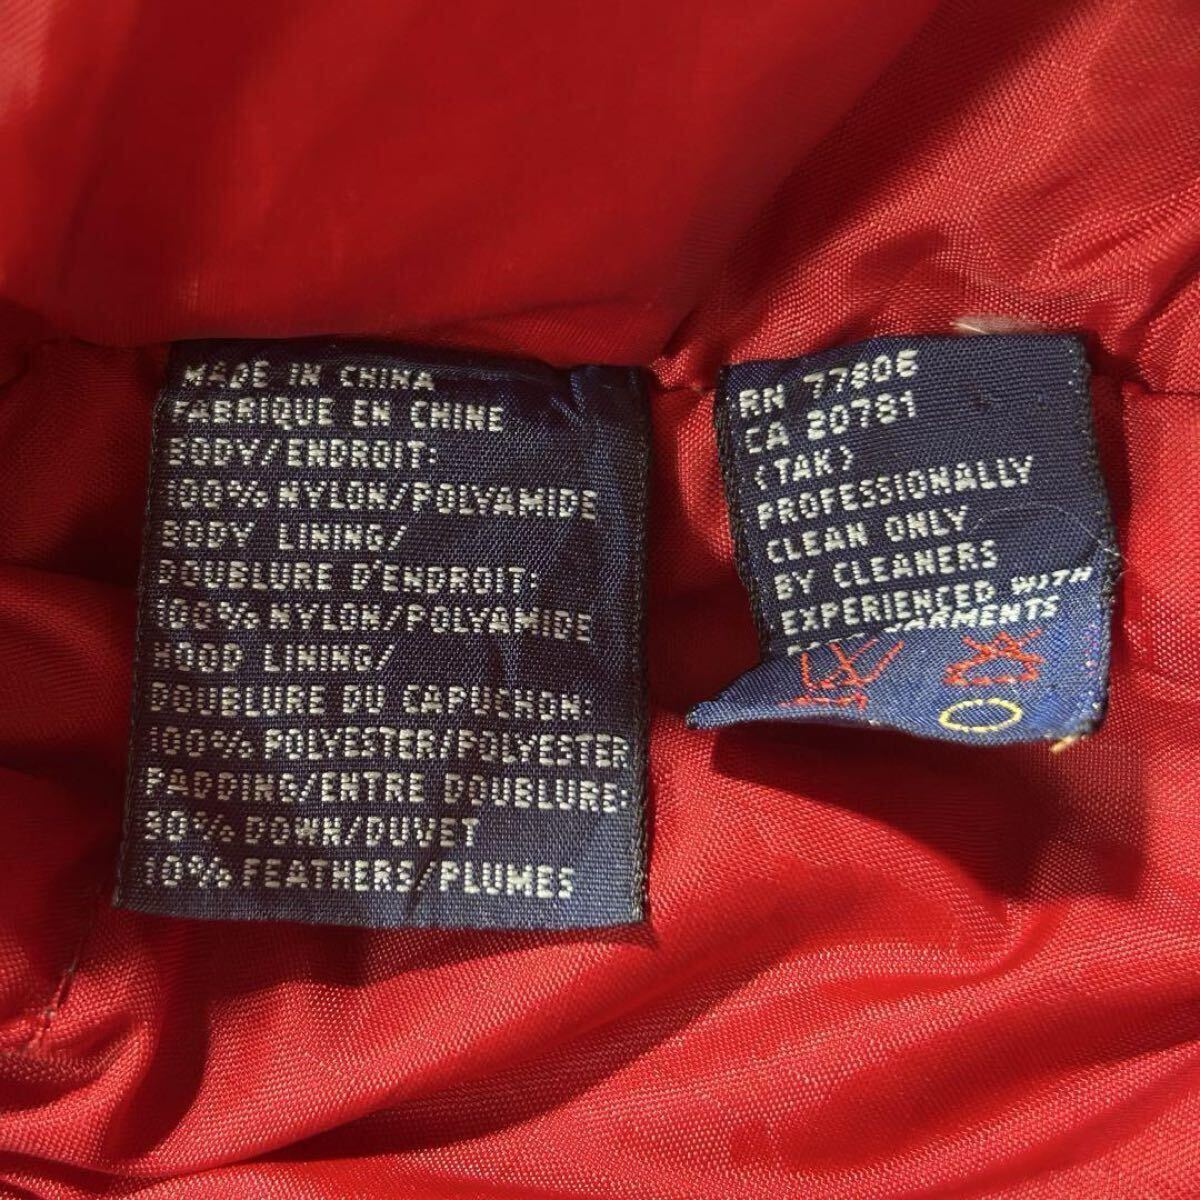 MADE IN CHINA
FABRIQUE EN CHINE
BODY/ENDROIT:
100% NYLON/POLYAMIDE
BODY LINING/
DOUBLURE D'ENDROIT:
100% NYLON/POLYAMIDE
HOOD LINING/
DOUBLURE DU CAPUCHON:
100% POLYESTER/POLYESTER
PADDING/ENTRE DOUBLURE:
90% DOWN/DUVET
10% FEATHERS/PLUMES
RN 77806
CA 20781
(TAK)
PROFESSIONALLY
CLEAN ONLY
BY CLEANERS
EXPERIENCED WITH
GARMENTS